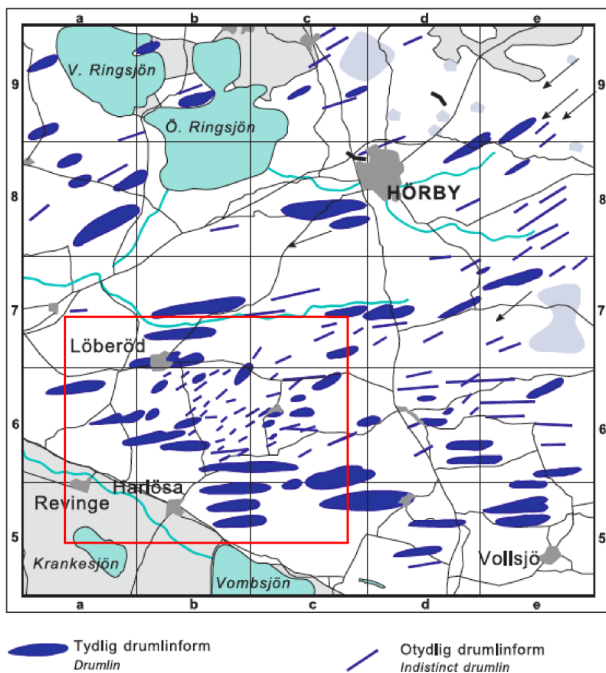 a b c d e
9 9
V. Ringsjön
Ö. Ringsjön
8 8
HÖRBY
7 7
Löberöd
6 6
Revinge Harlösa
5 5
Krankesjön
Vombsjön
Vollsjö
a b c d e
Tydlig drumlinform
Drumlin
Otydlig drumlinform
Indistinct drumlin